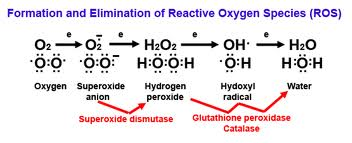 Formation and Elimination of Reactive Oxygen Species (ROS)
e e e e
O₂ O₂⁻ H₂O₂ OH· H₂O
·Ö:Ö· ·Ö:Ö:⁻ H:Ö:Ö:H ·Ö:H H:Ö:H
Oxygen Superoxide anion Hydrogen peroxide Hydoxyl radical Water
Superoxide dismutase
Glutathione peroxidase
Catalase